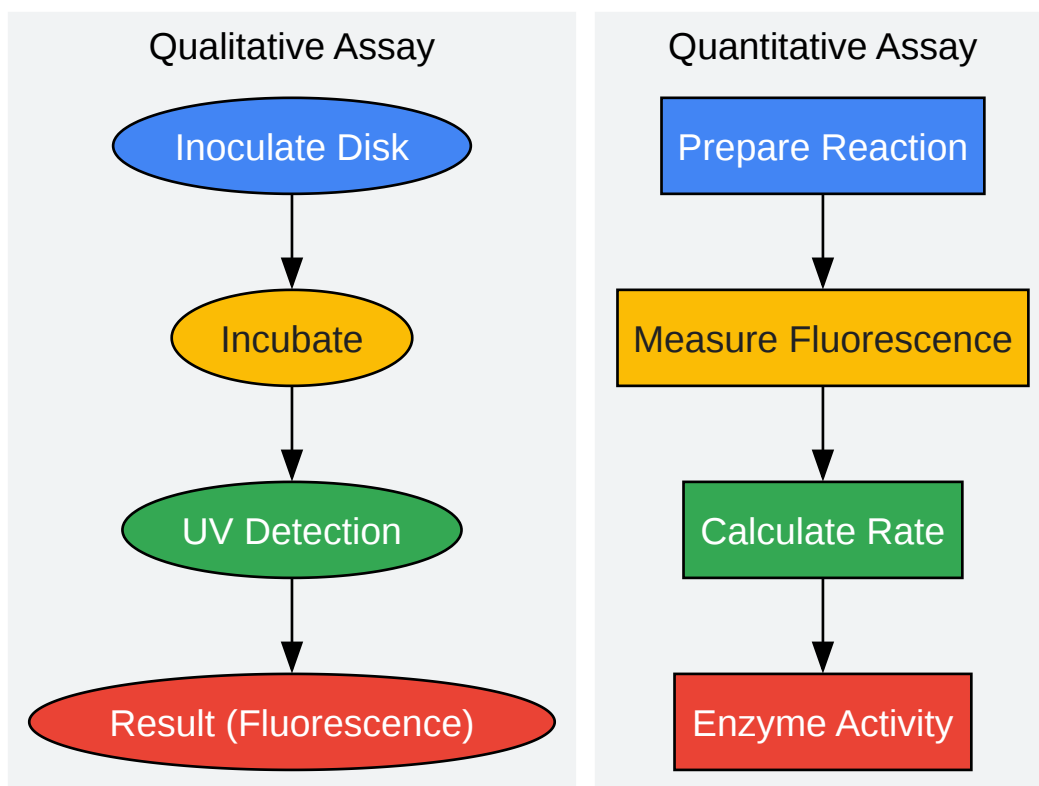 Qualitative Assay
Inoculate Disk
Incubate
UV Detection
Result (Fluorescence)
Quantitative Assay
Prepare Reaction
Measure Fluorescence
Calculate Rate
Enzyme Activity